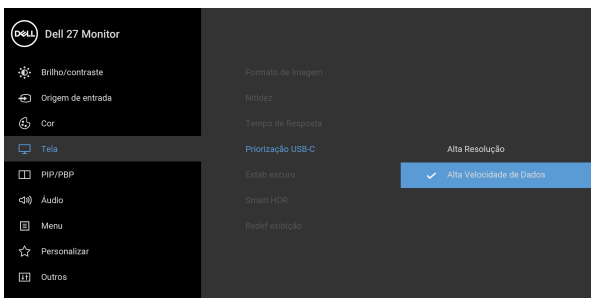 DELL Dell 27 Monitor
Brilho/contraste
Origem de entrada
Cor
Tela
PIP/PBP
Áudio
Menu
Personalizar
Outros
Formato de imagem
Nitidez
Tempo de Resposta
Priorização USB-C
Estab escuro
Smart HDR
Redef exibição
Alta Resolução
Alta Velocidade de Dados